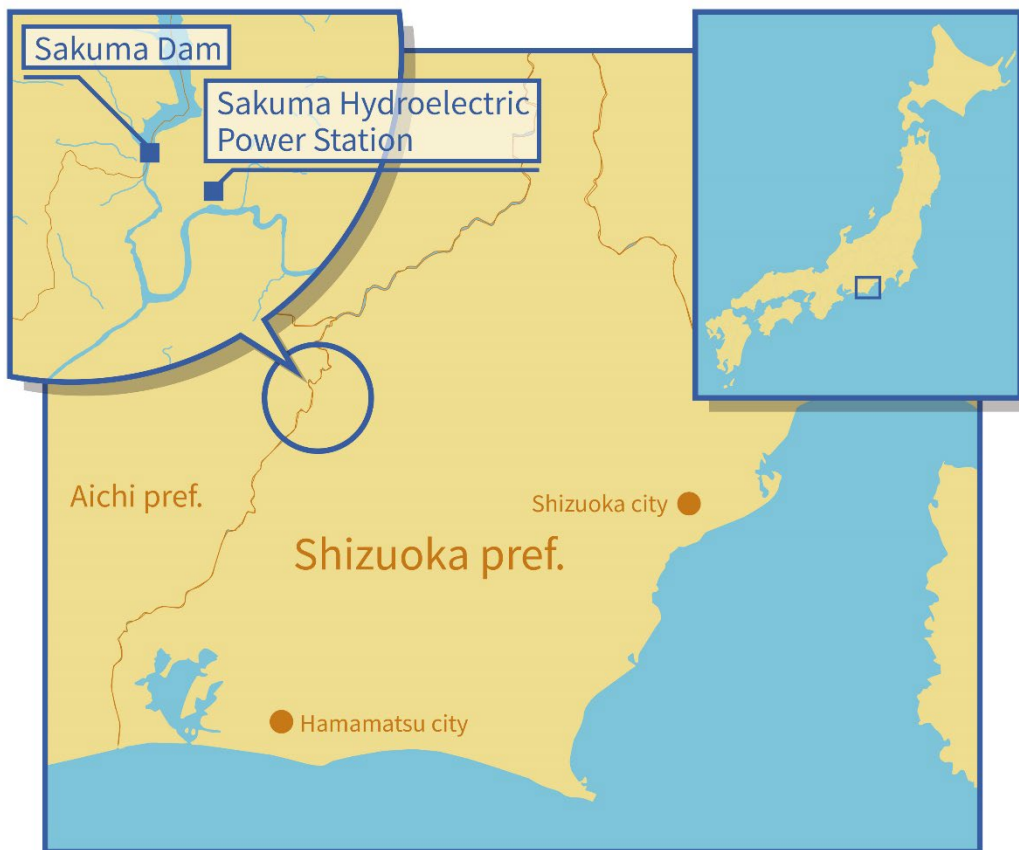 Sakuma Dam
Sakuma Hydroelectric
Power Station
Aichi pref.
Shizuoka city
Shizuoka pref.
Hamamatsu city